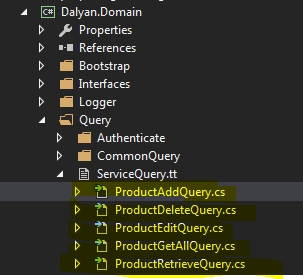 Dalyan.Domain
Properties
References
Bootstrap
Interfaces
Logger
Query
Authenticate
CommonQuery
ServiceQuery.tt
ProductAddQuery.cs
ProductDeleteQuery.cs
ProductEditQuery.cs
ProductGetAllQuery.cs
ProductRetrieveQuery.cs